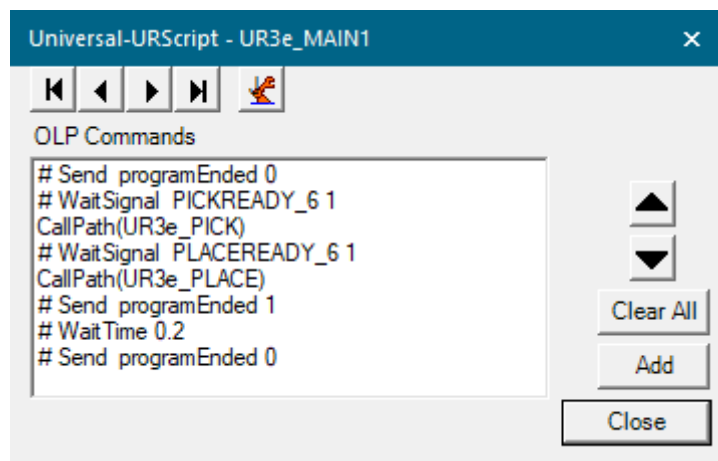 Universal-URScript - UR3e_MAIN1
OLP Commands
# Send programEnded 0
# WaitSignal PICKREADY_6 1
CallPath(UR3e_PICK)
# WaitSignal PLACEREADY_6 1
CallPath(UR3e_PLACE)
# Send programEnded 1
# WaitTime 0.2
# Send programEnded 0
Clear All
Add
Close